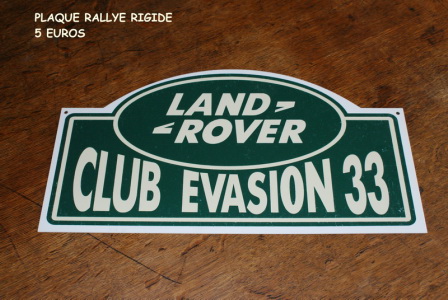 PLAQUE RALLYE RIGIDE
5 EUROS
LAND-
-ROVER
CLUB EVASION 33